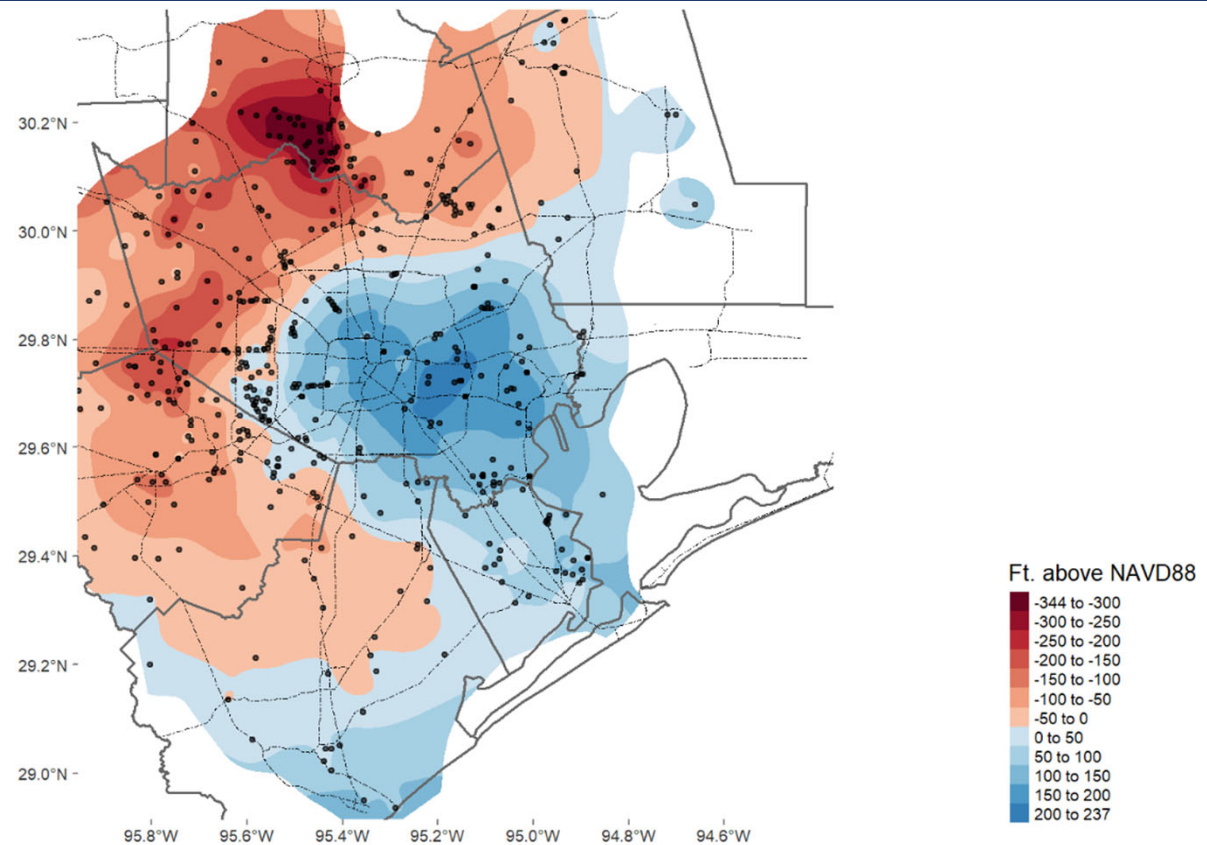 30.2°N
30.0°N
29.8°N
29.6°N
29.4°N
29.2°N
29.0°N
95.8°W 95.6°W 95.4°W 95.2°W 95.0°W 94.8°W 94.6°W
Ft. above NAVD88
-344 to -300
-300 to -250
-250 to -200
-200 to -150
-150 to -100
-100 to -50
-50 to 0
0 to 50
50 to 100
100 to 150
150 to 200
200 to 237